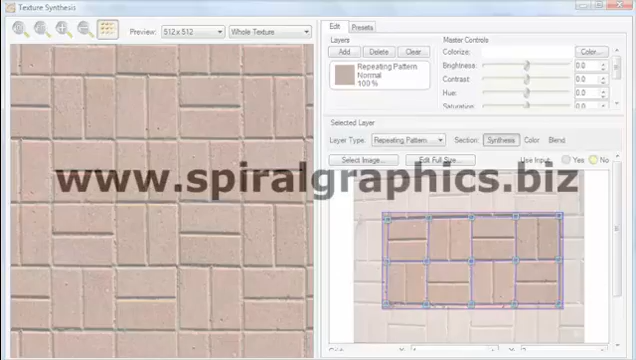 Texture Synthesis
Preview: 512 x 512 Whole Texture
Edit Presets
Layers
Add Delete Clear
Repeating Pattern
Normal
100 %
Master Controls
Colorize: Color...
Brightness: 0.0
Contrast: 0.0
Hue: 0.0
Saturation: 0.0
Selected Layer
Layer Type: Repeating Pattern Section: Synthesis Color Blend
Select Image... Edit Full Size... Use Input: Yes No
www.spiralgraphics.biz